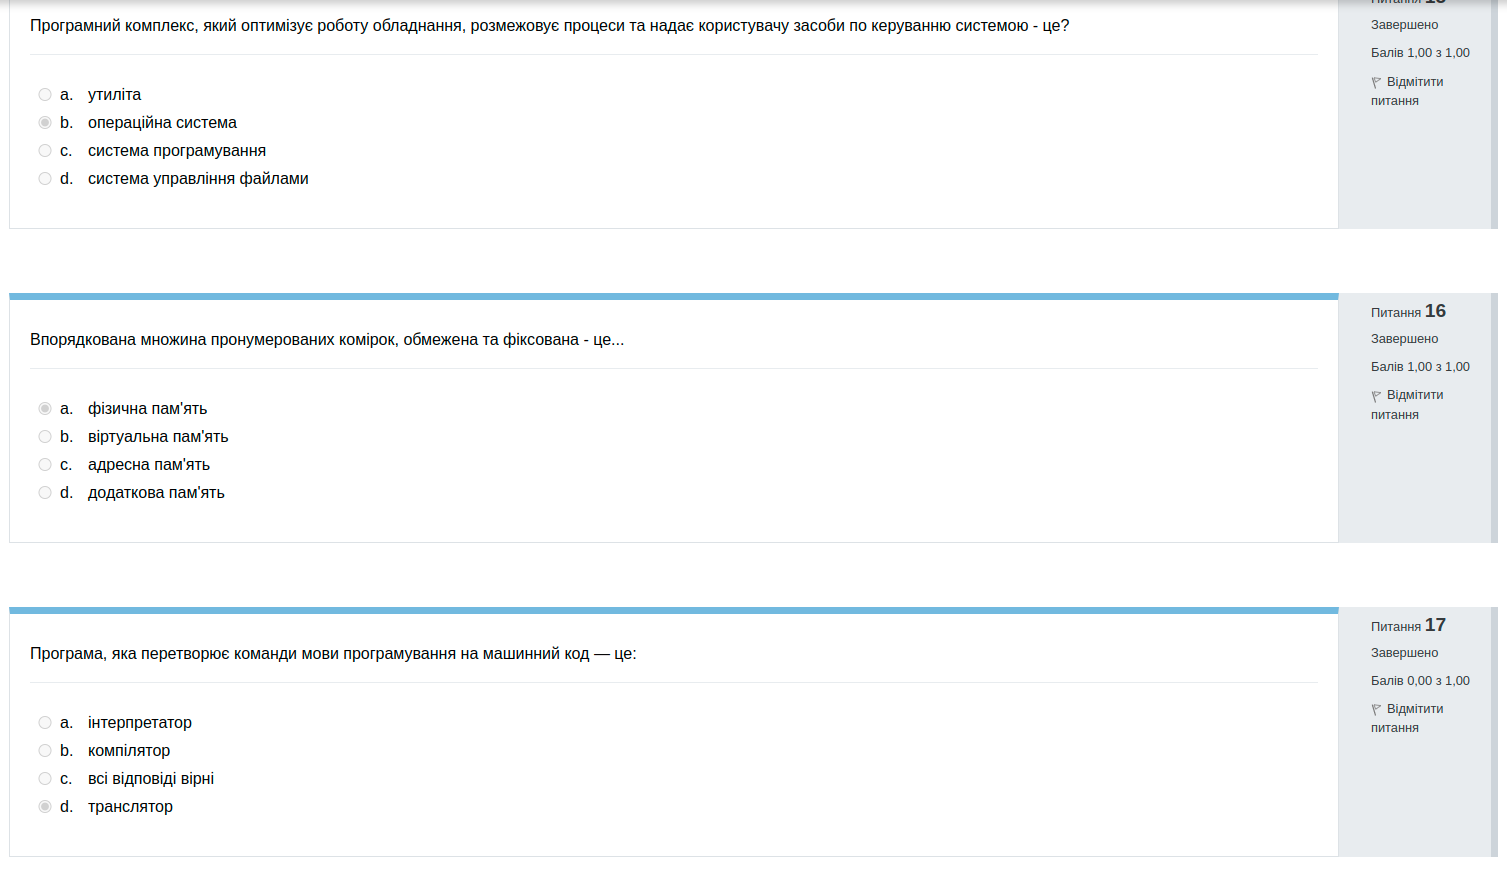 Програмний комплекс, який оптимізує роботу обладнання, розмежовує процеси та надає користувачу засоби по керуванню системою - це?
a. утиліта
b. операційна система
c. система програмування
d. система управління файлами
Завершено
Балів 1,00 з 1,00
Відмітити
питання
Впорядкована множина пронумерованих комірок, обмежена та фіксована - це...
a. фізична пам'ять
b. віртуальна пам'ять
c. адресна пам'ять
d. додаткова пам'ять
Питання 16
Завершено
Балів 1,00 з 1,00
Відмітити
питання
Програма, яка перетворює команди мови програмування на машинний код — це:
a. інтерпретатор
b. компілятор
c. всі відповіді вірні
d. транслятор
Питання 17
Завершено
Балів 0,00 з 1,00
Відмітити
питання